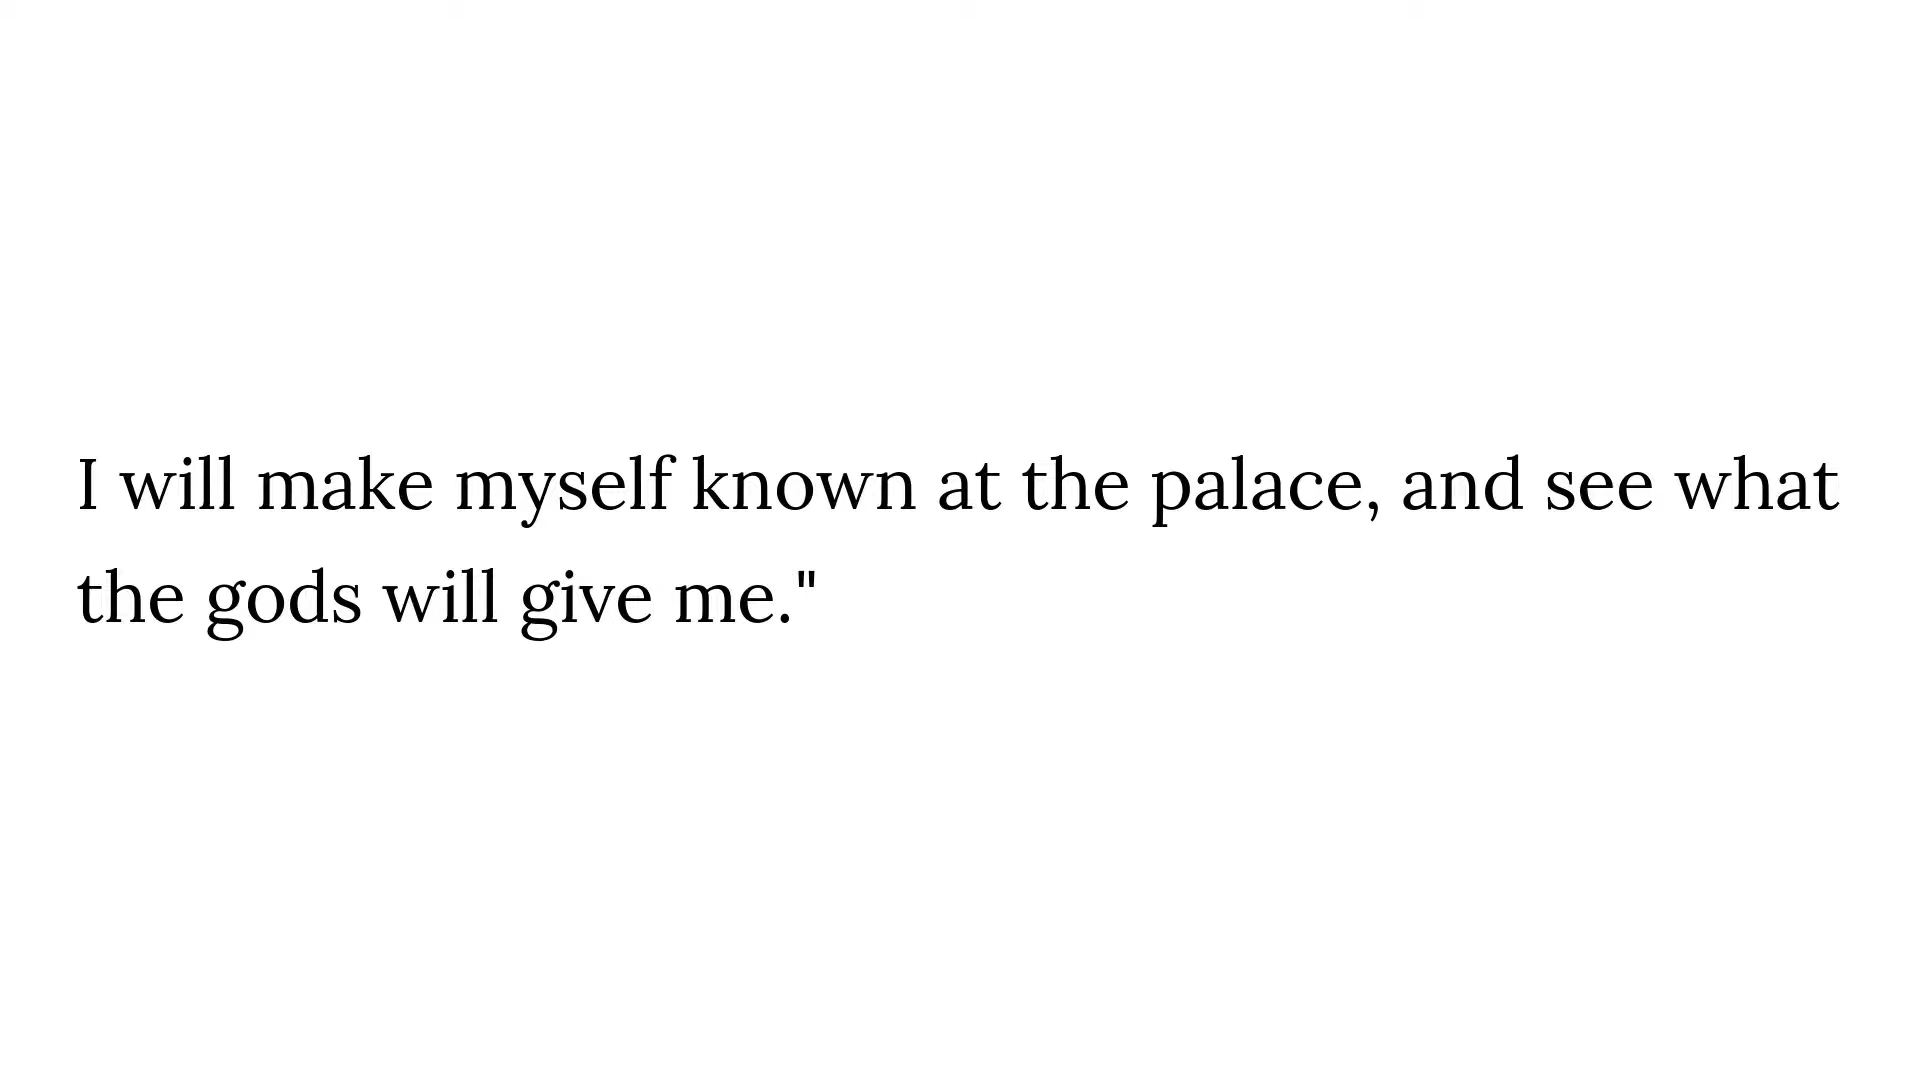 I will make myself known at the palace, and see what
the gods will give me."